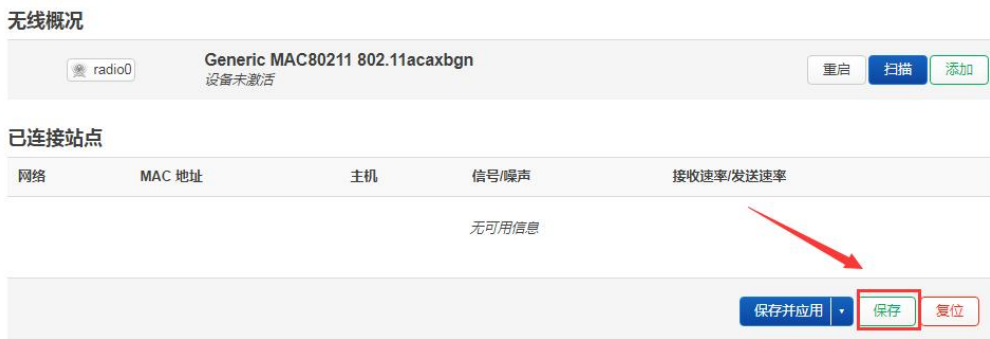 无线概况
radio0
Generic MAC80211 802.11acaxbgn
设备未激活
重启 扫描 添加
已连接站点
网络 MAC 地址 主机 信号/噪声 接收速率/发送速率
无可用信息
保存并应用 保存 复位